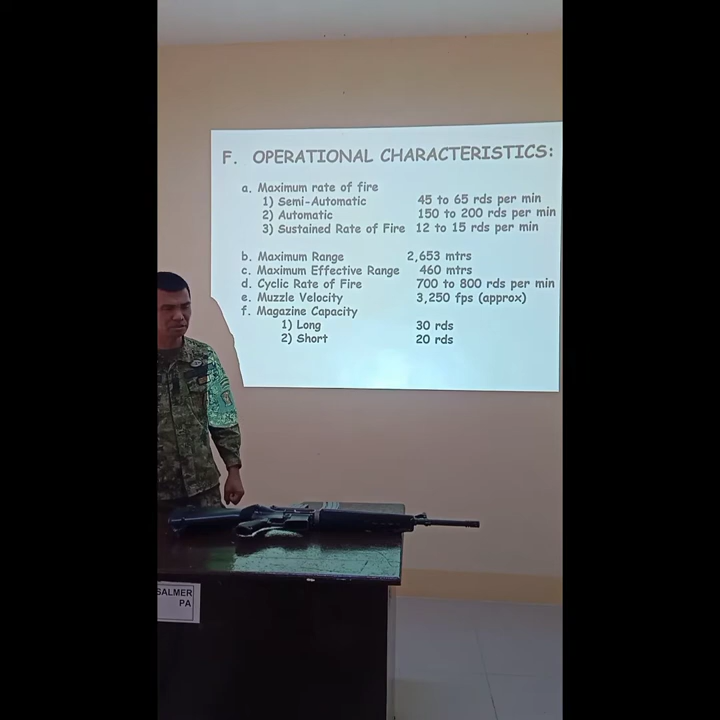 F. OPERATIONAL CHARACTERISTICS:
a. Maximum rate of fire
1) Semi-Automatic 45 to 65 rds per min
2) Automatic 150 to 200 rds per min
3) Sustained Rate of Fire 12 to 15 rds per min
b. Maximum Range 2,653 mtrs
c. Maximum Effective Range 460 mtrs
d. Cyclic Rate of Fire 700 to 800 rds per min
e. Muzzle Velocity 3,250 fps (approx)
f. Magazine Capacity
1) Long 30 rds
2) Short 20 rds
SALMER
PA